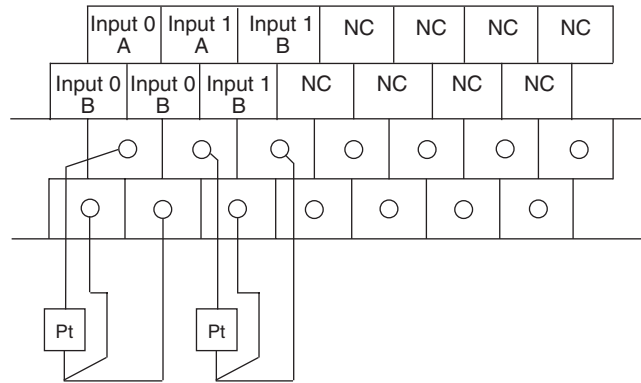 Input 0 Input 1 Input 1 NC NC NC NC
A A B
Input 0 Input 0 Input 1 NC NC NC NC
B B B
Pt Pt